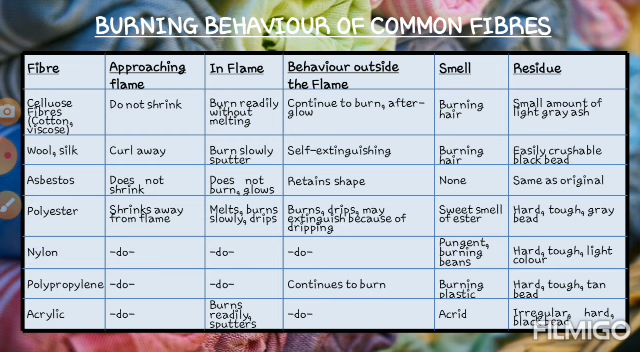 BURNING BEHAVIOUR OF COMMON FIBRES
Fibre | Approaching flame | In Flame | Behaviour outside the Flame | Smell | Residue
Celluose Fibres (Cotton, viscose) | Do not shrink | Burn readily without melting | Continue to burn, after-glow | Burning hair | Small amount of light gray ash
Wool, silk | Curl away | Burn slowly sputter | Self-extinguishing | Burning hair | Easily crushable black bead
Asbestos | Does not shrink | Does not burn, glows | Retains shape | None | Same as original
Polyester | Shrinks away from flame | Melts, burns slowly, drips | Burns, drips, may extinguish because of dripping | Sweet smell of ester | Hard, tough, gray bead
Nylon | -do- | -do- | -do- | Pungent, burning beans | Hard, tough, light colour
Polypropylene | -do- | -do- | Continues to burn | Burning plastic | Hard, tough, tan bead
Acrylic | -do- | Burns readily, sputters | -do- | Acrid | Irregular, hard, black bead
FILMIGO